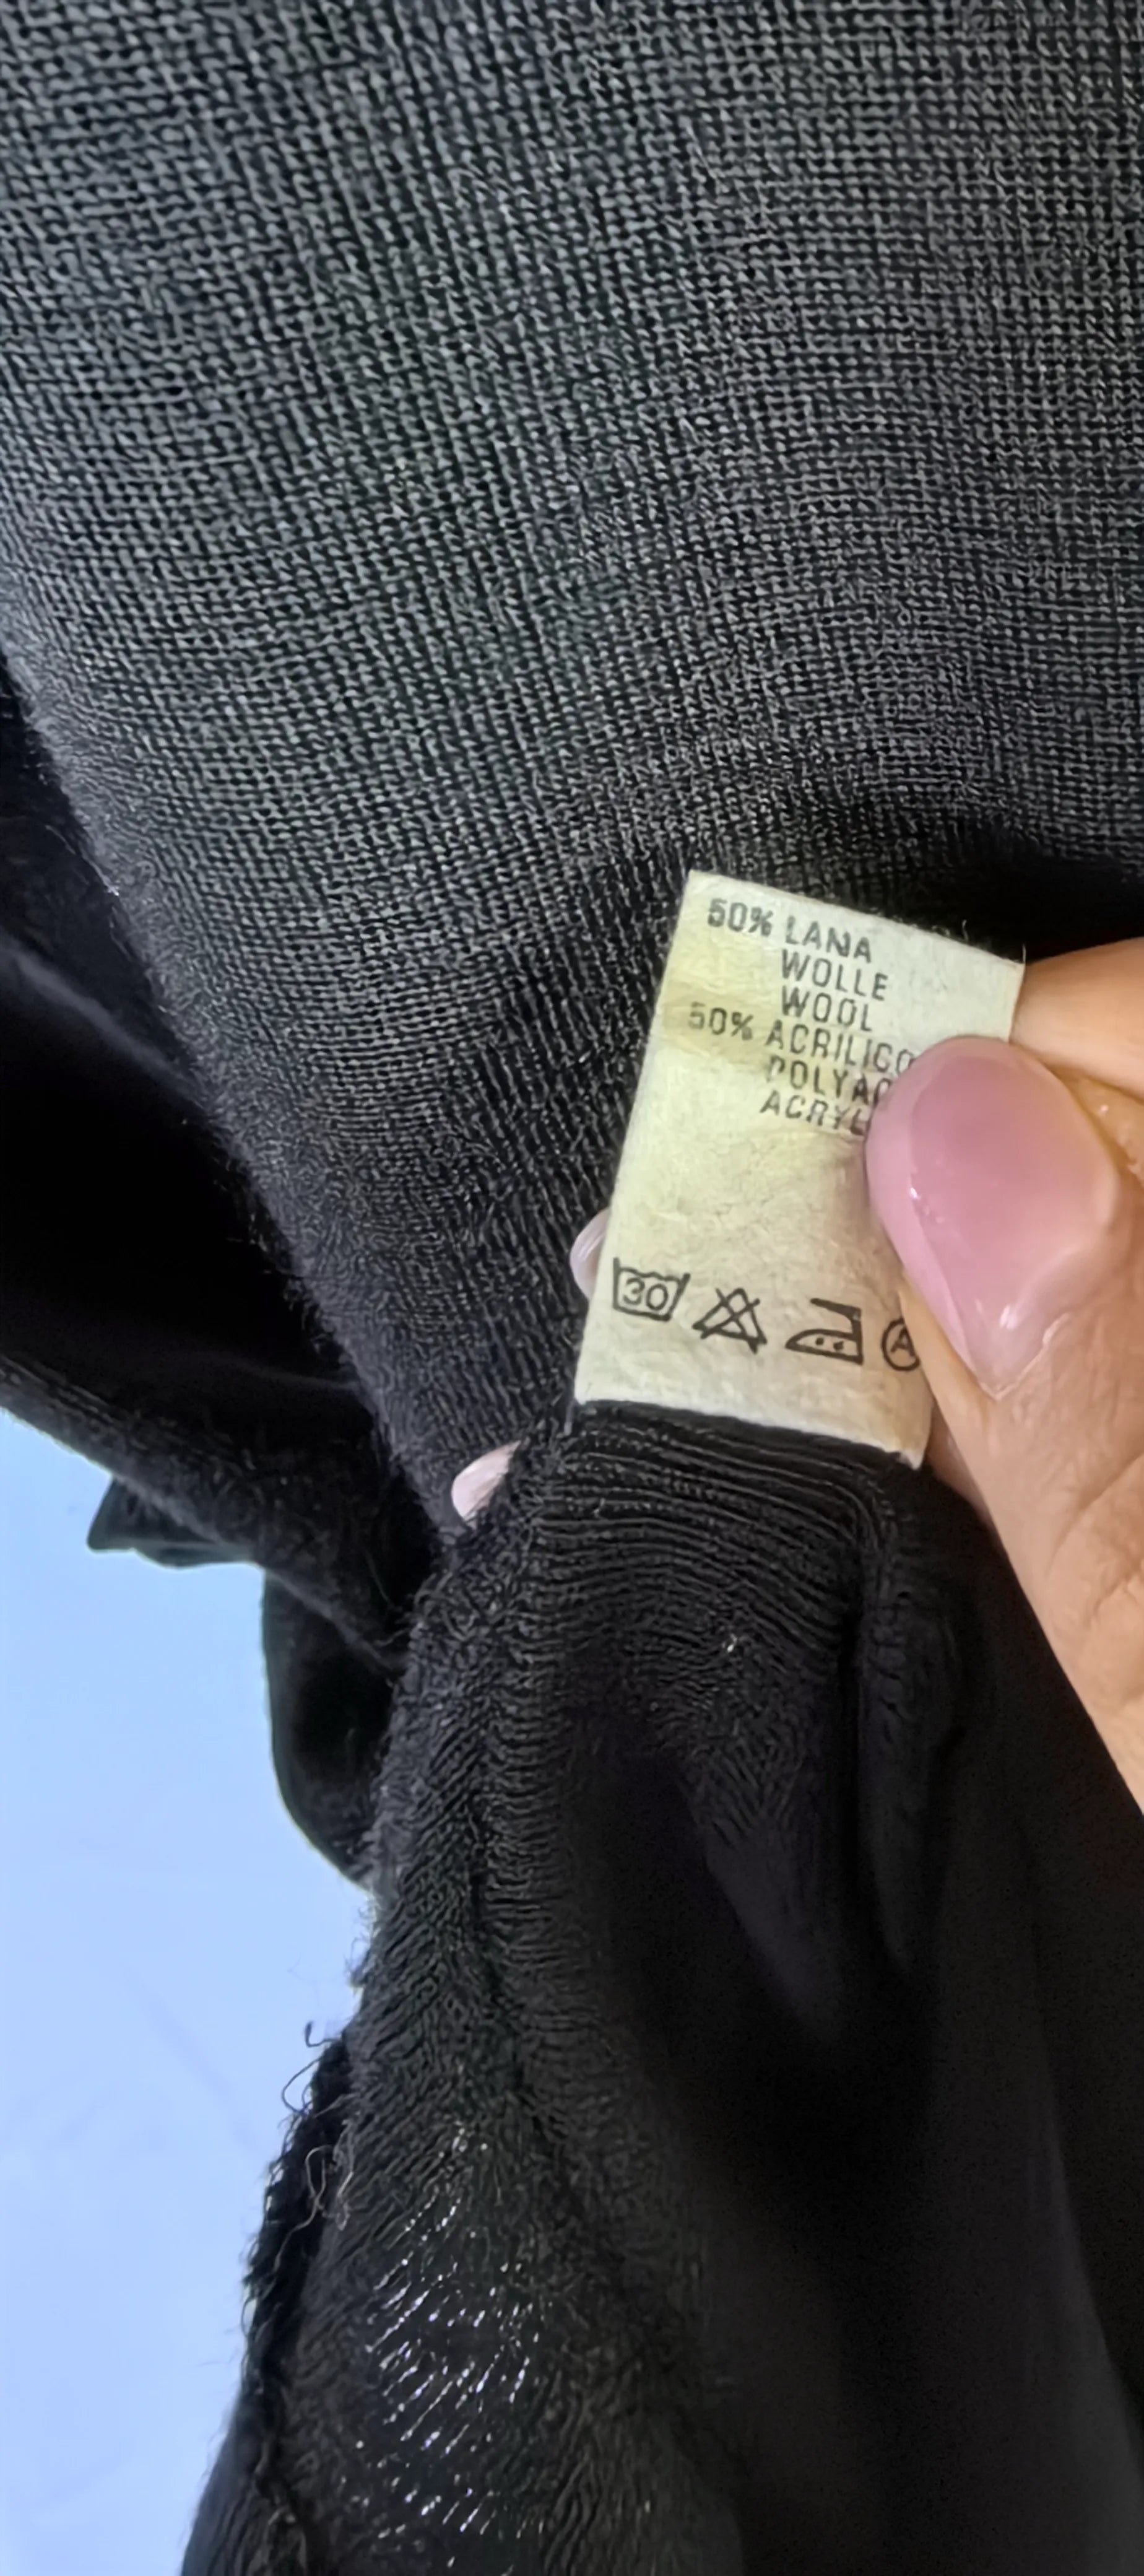 50% LANA
WOLLE
WOOL
50% ACRILICO
POLYAC
ACRYL
30
A